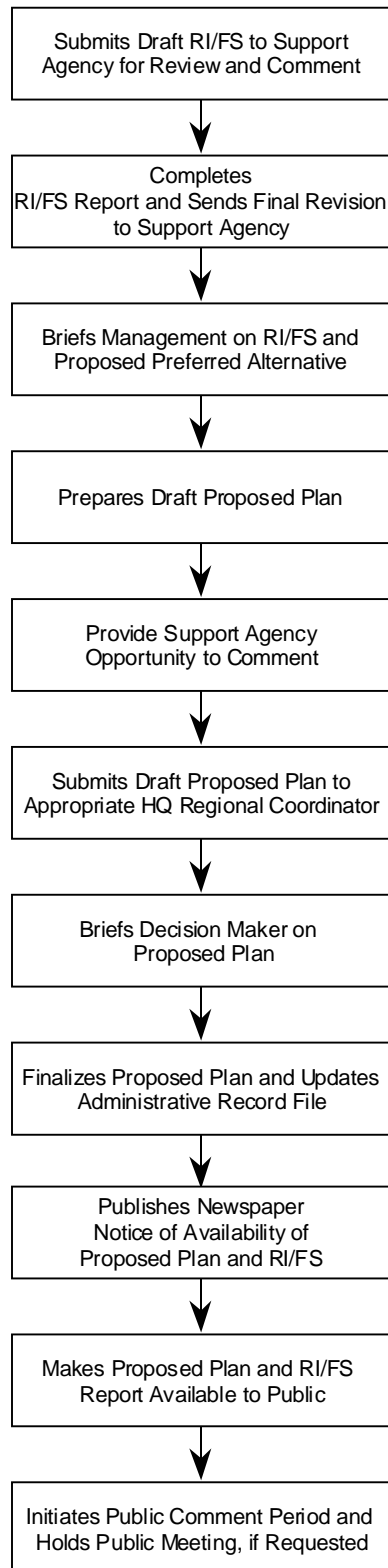 Submits Draft RI/FS to Support
Agency for Review and Comment
Completes
RI/FS Report and Sends Final Revision
to Support Agency
Briefs Management on RI/FS and
Proposed Preferred Alternative
Prepares Draft Proposed Plan
Provide Support Agency
Opportunity to Comment
Submits Draft Proposed Plan to
Appropriate HQ Regional Coordinator
Briefs Decision Maker on
Proposed Plan
Finalizes Proposed Plan and Updates
Administrative Record File
Publishes Newspaper
Notice of Availability of
Proposed Plan and RI/FS
Makes Proposed Plan and RI/FS
Report Available to Public
Initiates Public Comment Period and
Holds Public Meeting, if Requested